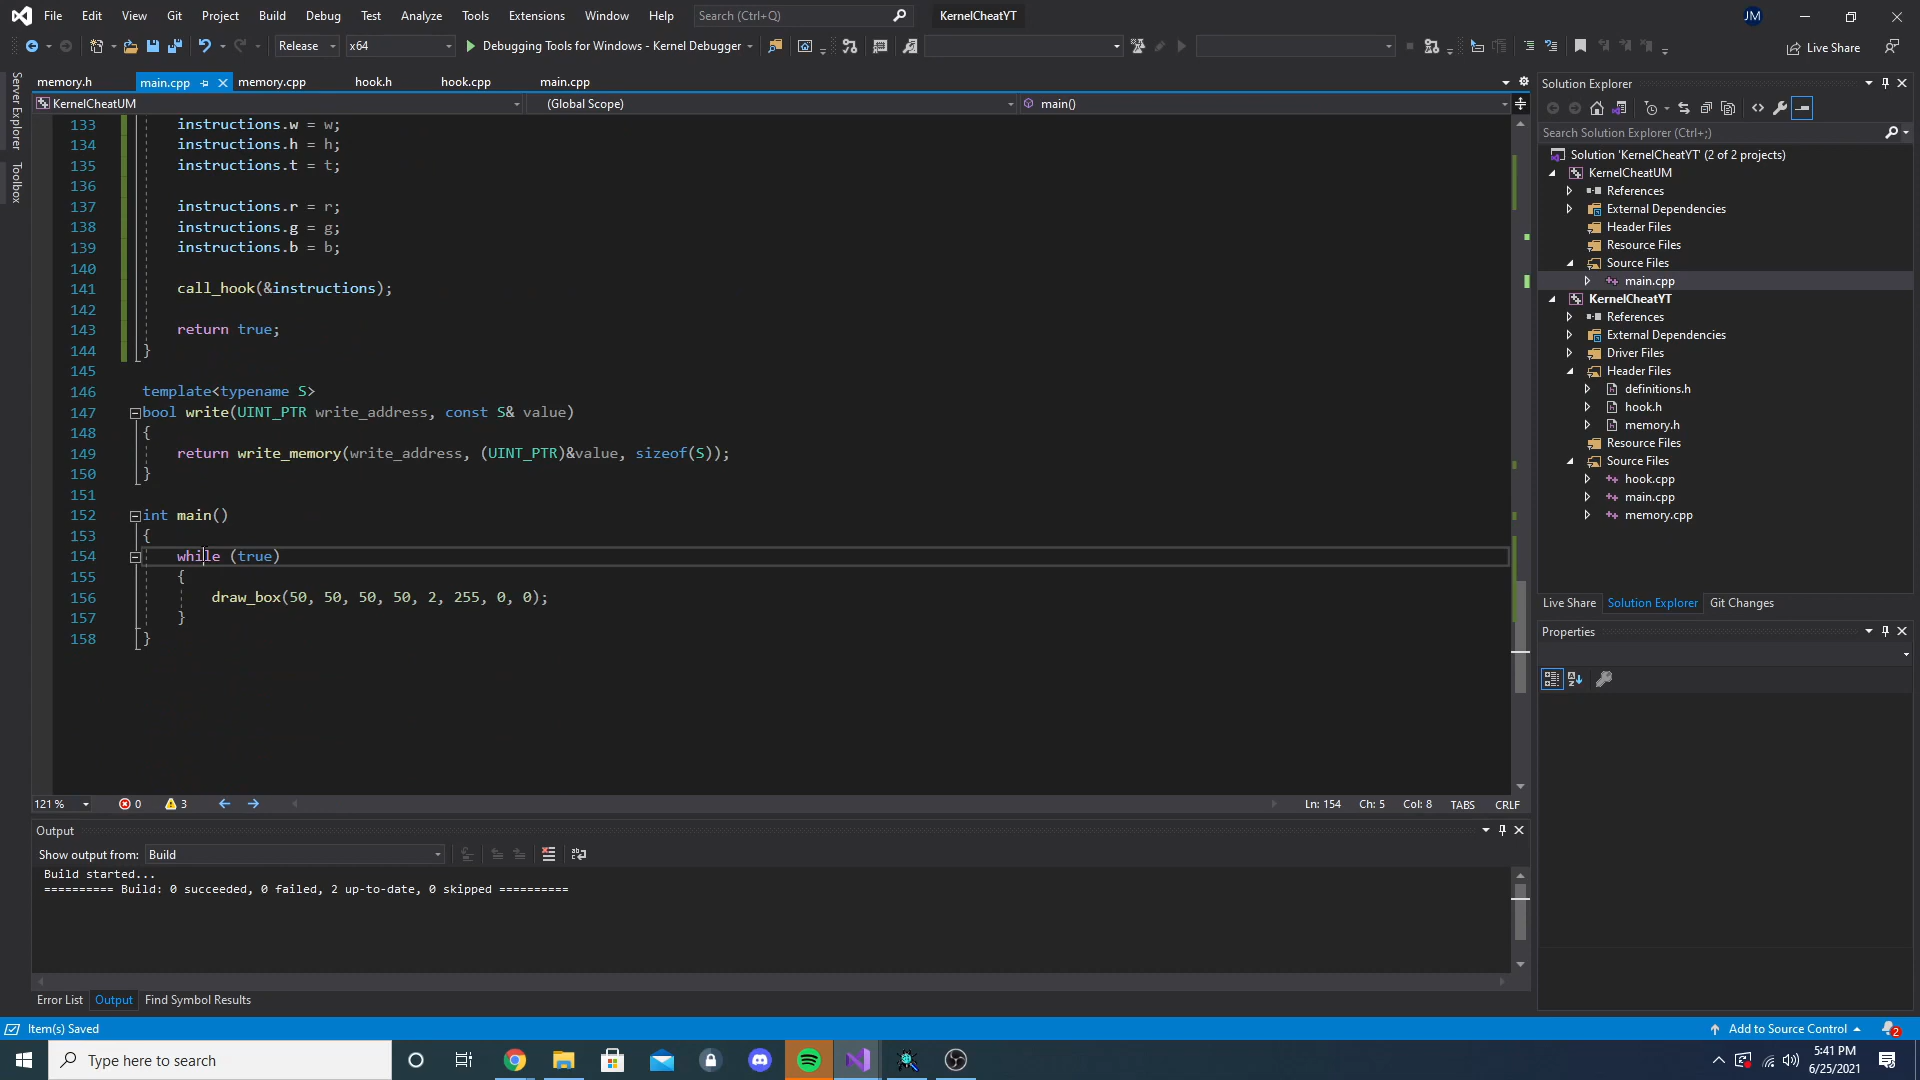 File Edit View Git Project Build Debug Test Analyze Tools Extensions Window Help Search (Ctrl+Q) KernelCheatYT JM
Release x64 Debugging Tools for Windows - Kernel Debugger Live Share
memory.h main.cpp memory.cpp hook.h hook.cpp main.cpp
KernelCheatUM (Global Scope) main()
Server Explorer
Toolbox
133 instructions.w = w;
134 instructions.h = h;
135 instructions.t = t;
136
137 instructions.r = r;
138 instructions.g = g;
139 instructions.b = b;
140
141 call_hook(&instructions);
142
143 return true;
144 }
145
146 template<typename S>
147 bool write(UINT_PTR write_address, const S& value)
148 {
149 return write_memory(write_address, (UINT_PTR)&value, sizeof(S));
150 }
151
152 int main()
153 {
154 while (true)
155 {
156 draw_box(50, 50, 50, 50, 2, 255, 0, 0);
157 }
158 }
121 % 0 3 Ln: 154 Ch: 5 Col: 8 TABS CRLF
Output
Show output from: Build
Build started...
========== Build: 0 succeeded, 0 failed, 2 up-to-date, 0 skipped ==========
Error List Output Find Symbol Results
Solution Explorer
Search Solution Explorer (Ctrl+;)
Solution 'KernelCheatYT' (2 of 2 projects)
KernelCheatUM
References
External Dependencies
Header Files
Resource Files
Source Files
main.cpp
KernelCheatYT
References
External Dependencies
Driver Files
Header Files
definitions.h
hook.h
memory.h
Resource Files
Source Files
hook.cpp
main.cpp
memory.cpp
Live Share Solution Explorer Git Changes
Properties
Item(s) Saved Add to Source Control 2
Type here to search
5:41 PM
6/25/2021